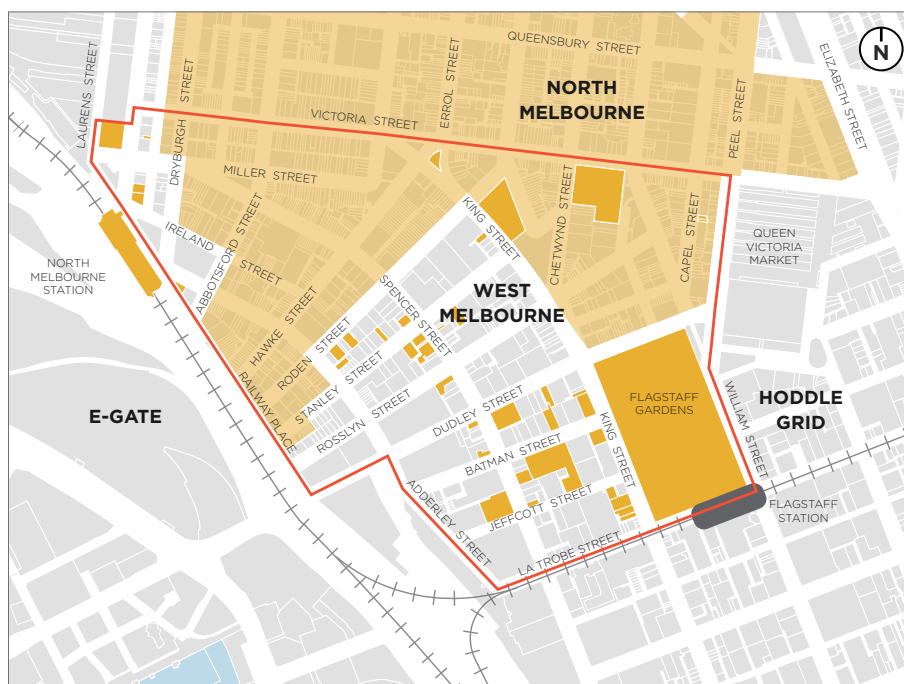 QUEENSBURY STREET
N
ELIZABETH STREET
LAURENS STREET
DRYBURGH STREET
ERROL STREET
NORTH
MELBOURNE
PEEL STREET
VICTORIA STREET
MILLER STREET
KING STREET
CHETWYND STREET
CAPEL STREET
QUEEN
VICTORIA
MARKET
IRELAND STREET
ABBOTSFORD STREET
NORTH
MELBOURNE
STATION
SPENCER STREET
WEST
MELBOURNE
HAWKE STREET
RODEN STREET
STANLEY STREET
RAILWAY PLACE
ROSSLYN STREET
DUDLEY STREET
FLAGSTAFF
GARDENS
WILLIAM STREET
HODDLE
GRID
E-GATE
KING STREET
BATMAN STREET
JEFFCOTT STREET
ADDERLEY STREET
LA TROBE STREET
FLAGSTAFF
STATION